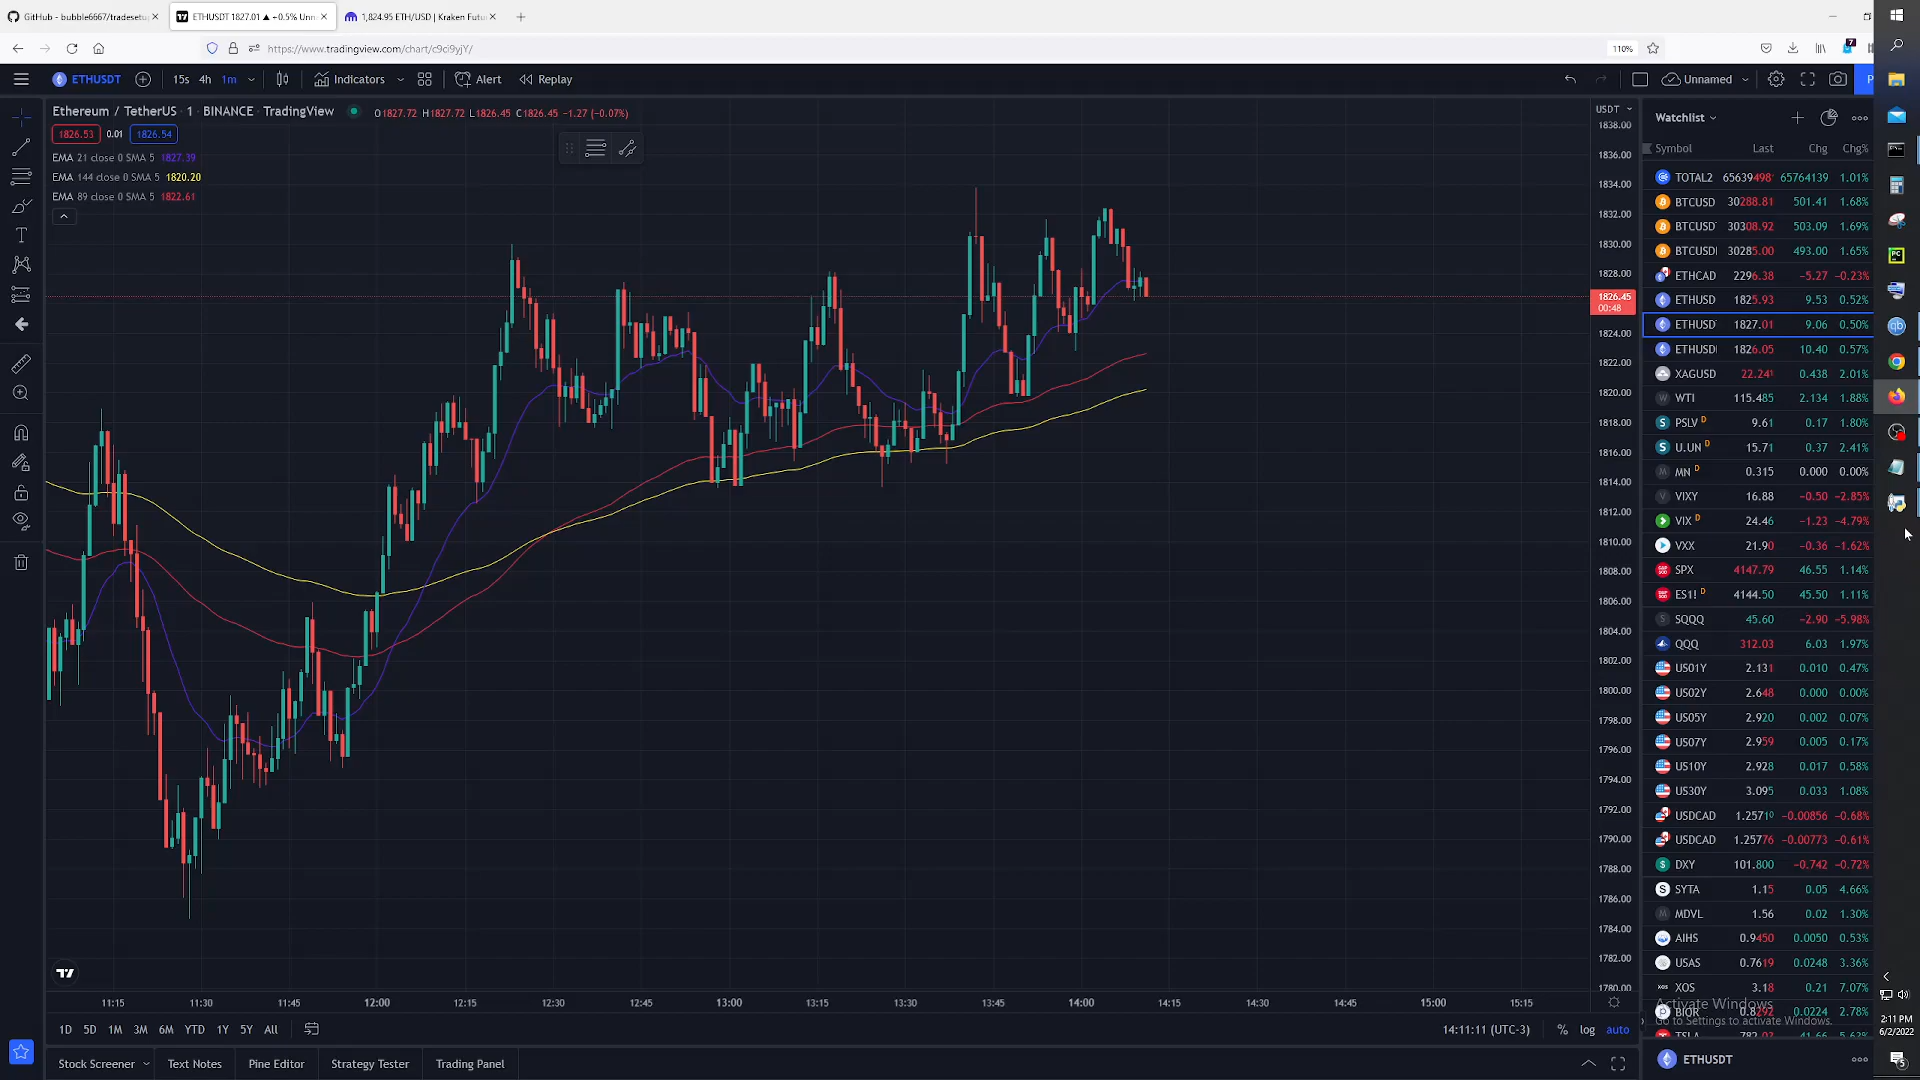 GitHub - bubble6667/tradesetu
ETHUSDT 1827.01 ▲ +0.5% Unn
1,824.95 ETH/USD | Kraken Futu
https://www.tradingview.com/chart/c9ci9yjY/
110%
7
ETHUSDT
15s 4h 1m
Indicators
Alert
Replay
Unnamed
P
Ethereum / TetherUS · 1 · BINANCE · TradingView
O1827.72 H1827.72 L1826.45 C1826.45 −1.27 (−0.07%)
1826.53 0.01 1826.54
EMA 21 close 0 SMA 5 1827.39
EMA 144 close 0 SMA 5 1820.20
EMA 89 close 0 SMA 5 1822.61
USDT
1838.00
1836.00
1834.00
1832.00
1830.00
1828.00
1826.45
00:48
1824.00
1822.00
1820.00
1818.00
1816.00
1814.00
1812.00
1810.00
1808.00
1806.00
1804.00
1802.00
1800.00
1798.00
1796.00
1794.00
1792.00
1790.00
1788.00
1786.00
1784.00
1782.00
1780.00
11:15 11:30 11:45 12:00 12:15 12:30 12:45 13:00 13:15 13:30 13:45 14:00 14:15 14:30 14:45 15:00 15:15
1D 5D 1M 3M 6M YTD 1Y 5Y All
14:11:11 (UTC-3) % log auto
Stock Screener Text Notes Pine Editor Strategy Tester Trading Panel
Watchlist
Symbol Last Chg Chg%
TOTAL2 65639498 65764139 1.01%
BTCUSD 30288.81 501.41 1.68%
BTCUSD 30308.92 503.09 1.69%
BTCUSD 30285.00 493.00 1.65%
ETHCAD 2296.38 −5.27 −0.23%
ETHUSD 1825.93 9.53 0.52%
ETHUSD 1827.01 9.06 0.50%
ETHUSD 1826.05 10.40 0.57%
XAGUSD 22.241 0.438 2.01%
WTI 115.485 2.134 1.88%
PSLV D 9.61 0.17 1.80%
U.UN D 15.71 0.37 2.41%
MN D 0.315 0.000 0.00%
VIXY 16.88 −0.50 −2.85%
VIX D 24.46 −1.23 −4.79%
VXX 21.90 −0.36 −1.62%
SPX 4147.79 46.55 1.14%
ES1! D 4144.50 45.50 1.11%
SQQQ 45.60 −2.90 −5.98%
QQQ 312.03 6.03 1.97%
US01Y 2.131 0.010 0.47%
US02Y 2.648 0.000 0.00%
US05Y 2.920 0.002 0.07%
US07Y 2.959 0.005 0.17%
US10Y 2.928 0.017 0.58%
US30Y 3.095 0.033 1.08%
USDCAD 1.25710 −0.00856 −0.68%
USDCAD 1.25776 −0.00773 −0.61%
DXY 101.800 −0.742 −0.72%
SYTA 1.15 0.05 4.66%
MDVL 1.56 0.02 1.30%
AIHS 0.9450 0.0050 0.53%
USAS 0.7619 0.0248 3.36%
XOS 3.18 0.21 7.07%
Activate Windows
BIOR 0.8292 0.0224 2.78%
Go to Settings to activate Windows.
TSLA
ETHUSDT
2:11 PM
6/2/2022
5